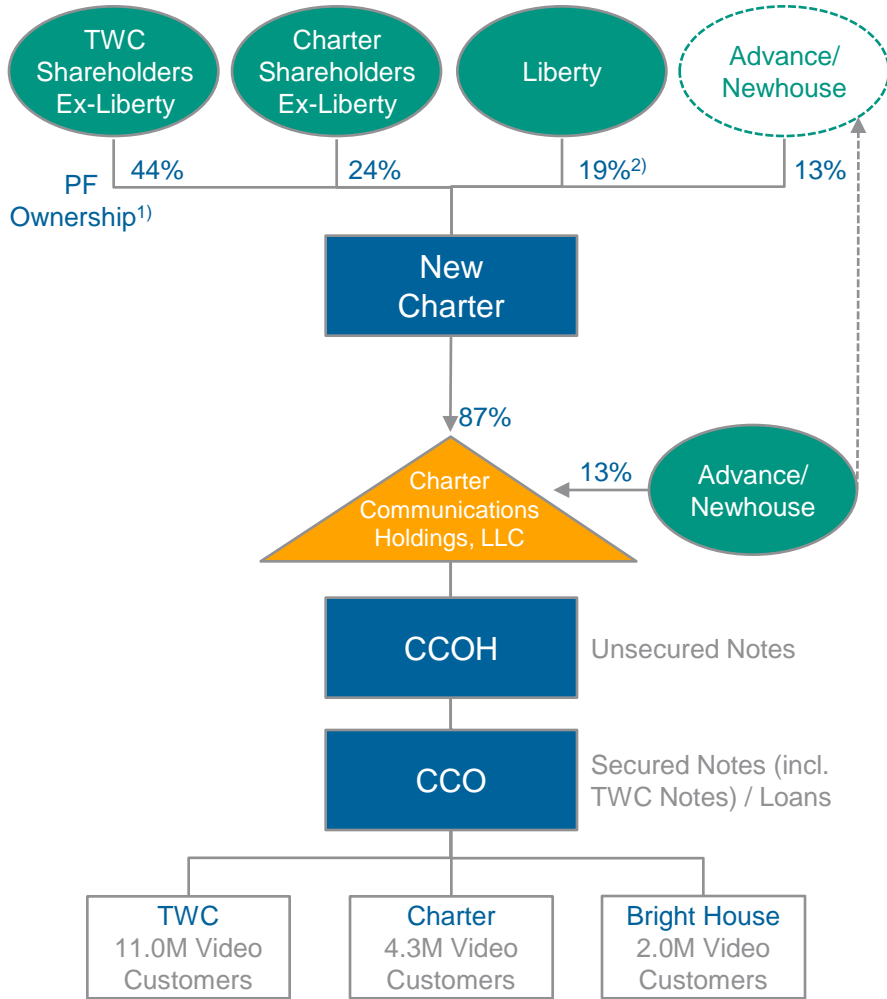 TWC
Shareholders
Ex-Liberty
Charter
Shareholders
Ex-Liberty
Liberty
Advance/
Newhouse
PF
Ownership1)
44%
24%
19%2)
13%
New
Charter
87%
Charter
Communications
Holdings, LLC
13%
Advance/
Newhouse
CCOH
Unsecured Notes
CCO
Secured Notes (incl.
TWC Notes) / Loans
TWC
11.0M Video
Customers
Charter
4.3M Video
Customers
Bright House
2.0M Video
Customers